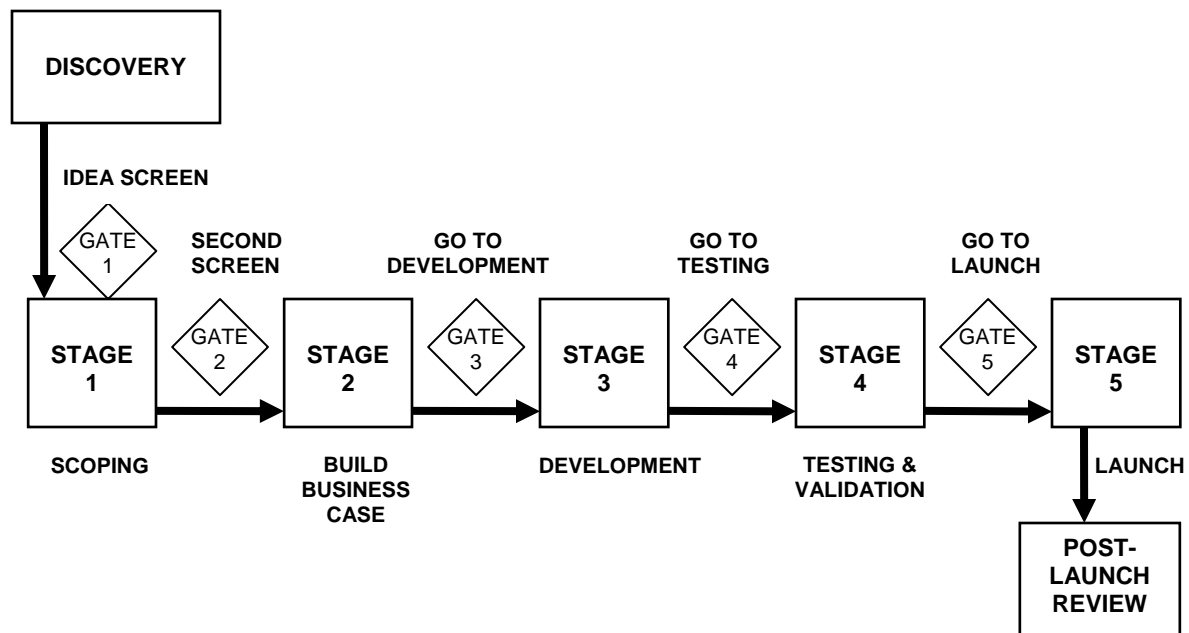 DISCOVERY
IDEA SCREEN
GATE
1
SECOND
SCREEN
GO TO
DEVELOPMENT
GO TO
TESTING
GO TO
LAUNCH
STAGE
1
GATE
2
STAGE
2
GATE
3
STAGE
3
GATE
4
STAGE
4
GATE
5
STAGE
5
SCOPING
BUILD
BUSINESS
CASE
DEVELOPMENT
TESTING &
VALIDATION
LAUNCH
POST-
LAUNCH
REVIEW